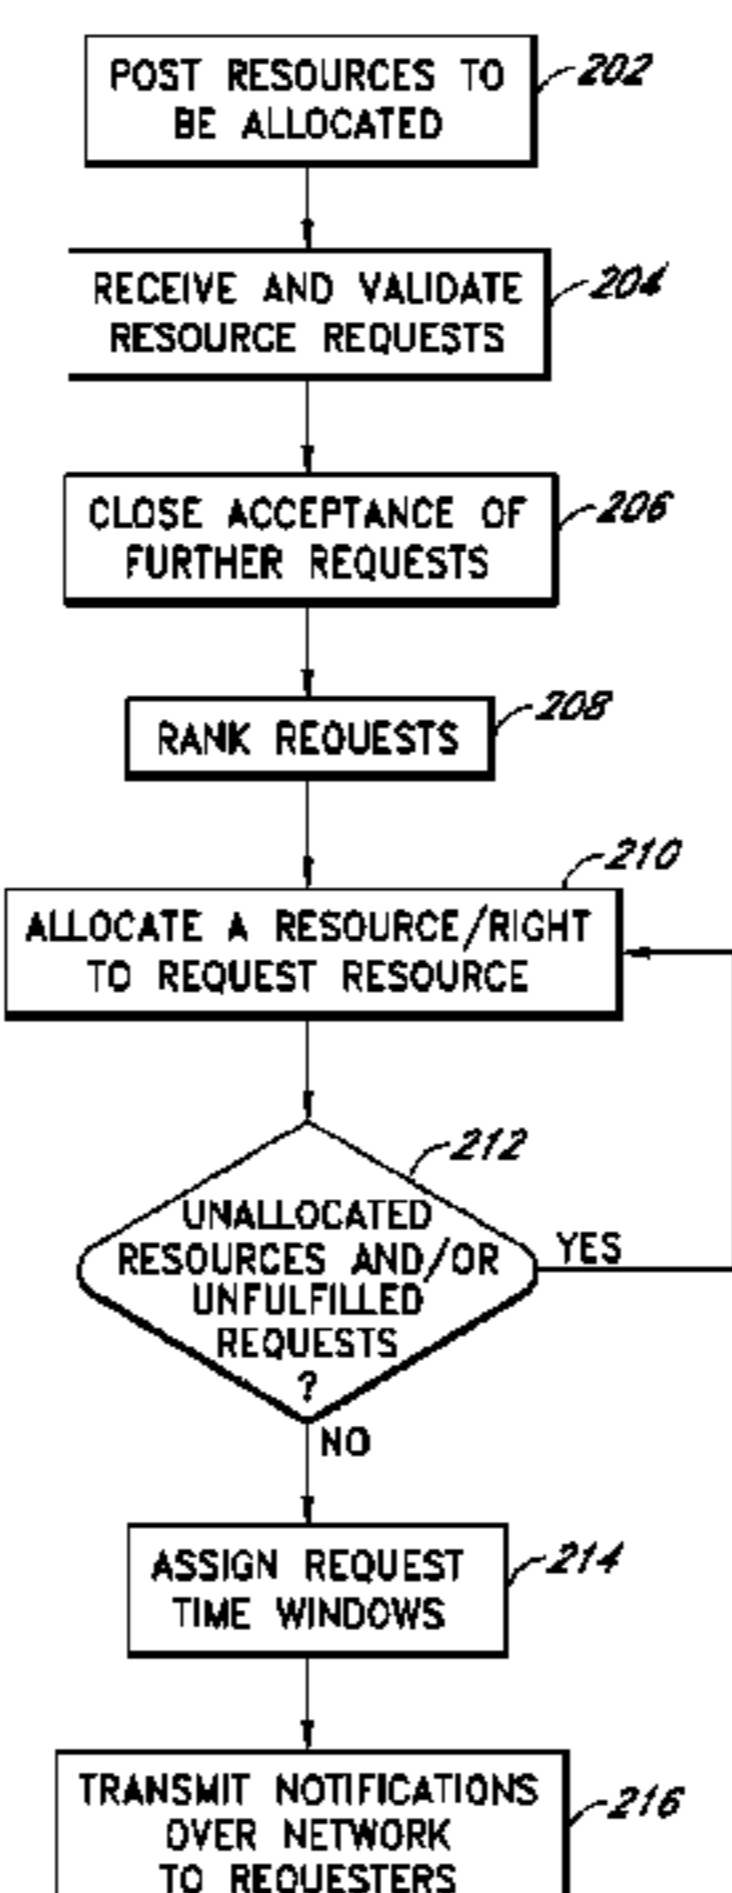 POST RESOURCES TO
BE ALLOCATED
202
RECEIVE AND VALIDATE
RESOURCE REQUESTS
204
CLOSE ACCEPTANCE OF
FURTHER REQUESTS
206
RANK REQUESTS
208
210
ALLOCATE A RESOURCE/RIGHT
TO REQUEST RESOURCE
212
UNALLOCATED
RESOURCES AND/OR
UNFULFILLED
REQUESTS
?
YES
NO
ASSIGN REQUEST
TIME WINDOWS
214
TRANSMIT NOTIFICATIONS
OVER NETWORK
TO REQUESTERS
216